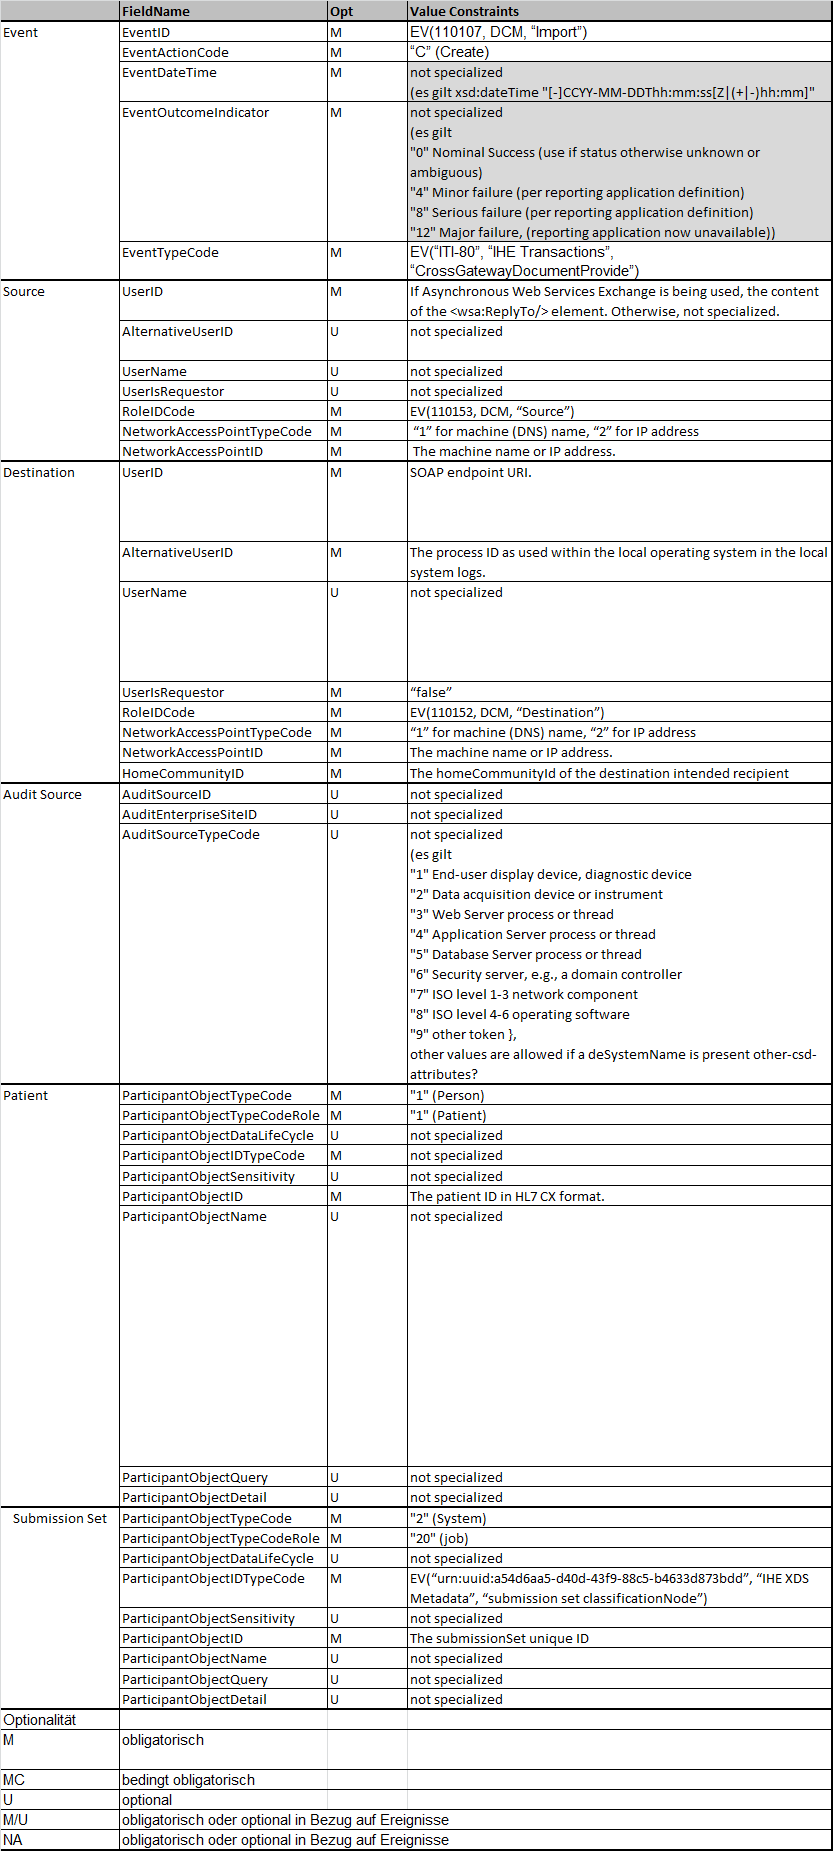 FieldName Opt Value Constraints
Event EventID M EV(110107, DCM, “Import”)
EventActionCode M “C” (Create)
EventDateTime M not specialized
(es gilt xsd:dateTime "[-]CCYY-MM-DDThh:mm:ss[Z|(+|-)hh:mm]"
EventOutcomeIndicator M not specialized
(es gilt
"0" Nominal Success (use if status otherwise unknown or
ambiguous)
"4" Minor failure (per reporting application definition)
"8" Serious failure (per reporting application definition)
"12" Major failure, (reporting application now unavailable))
EventTypeCode M EV(“ITI-80”, “IHE Transactions”,
“CrossGatewayDocumentProvide”)
Source UserID M If Asynchronous Web Services Exchange is being used, the content
of the <wsa:ReplyTo/> element. Otherwise, not specialized.
AlternativeUserID U not specialized
UserName U not specialized
UserIsRequestor U not specialized
RoleIDCode M EV(110153, DCM, “Source”)
NetworkAccessPointTypeCode M “1” for machine (DNS) name, “2” for IP address
NetworkAccessPointID M The machine name or IP address.
Destination UserID M SOAP endpoint URI.
AlternativeUserID M The process ID as used within the local operating system in the local
system logs.
UserName U not specialized
UserIsRequestor M “false”
RoleIDCode M EV(110152, DCM, “Destination”)
NetworkAccessPointTypeCode M “1” for machine (DNS) name, “2” for IP address
NetworkAccessPointID M The machine name or IP address.
HomeCommunityID M The homeCommunityId of the destination intended recipient
Audit Source AuditSourceID U not specialized
AuditEnterpriseSiteID U not specialized
AuditSourceTypeCode U not specialized
(es gilt
"1" End-user display device, diagnostic device
"2" Data acquisition device or instrument
"3" Web Server process or thread
"4" Application Server process or thread
"5" Database Server process or thread
"6" Security server, e.g., a domain controller
"7" ISO level 1-3 network component
"8" ISO level 4-6 operating software
"9" other token },
other values are allowed if a deSystemName is present other-csd-
attributes?
Patient ParticipantObjectTypeCode M "1" (Person)
ParticipantObjectTypeCodeRole M "1" (Patient)
ParticipantObjectDataLifeCycle U not specialized
ParticipantObjectIDTypeCode M not specialized
ParticipantObjectSensitivity U not specialized
ParticipantObjectID M The patient ID in HL7 CX format.
ParticipantObjectName U not specialized
ParticipantObjectQuery U not specialized
ParticipantObjectDetail U not specialized
Submission Set ParticipantObjectTypeCode M "2" (System)
ParticipantObjectTypeCodeRole M "20" (job)
ParticipantObjectDataLifeCycle U not specialized
ParticipantObjectIDTypeCode M EV(“urn:uuid:a54d6aa5-d40d-43f9-88c5-b4633d873bdd”, “IHE XDS
Metadata”, “submission set classificationNode”)
ParticipantObjectSensitivity U not specialized
ParticipantObjectID M The submissionSet unique ID
ParticipantObjectName U not specialized
ParticipantObjectQuery U not specialized
ParticipantObjectDetail U not specialized
Optionalität
M obligatorisch
MC bedingt obligatorisch
U optional
M/U obligatorisch oder optional in Bezug auf Ereignisse
NA obligatorisch oder optional in Bezug auf Ereignisse